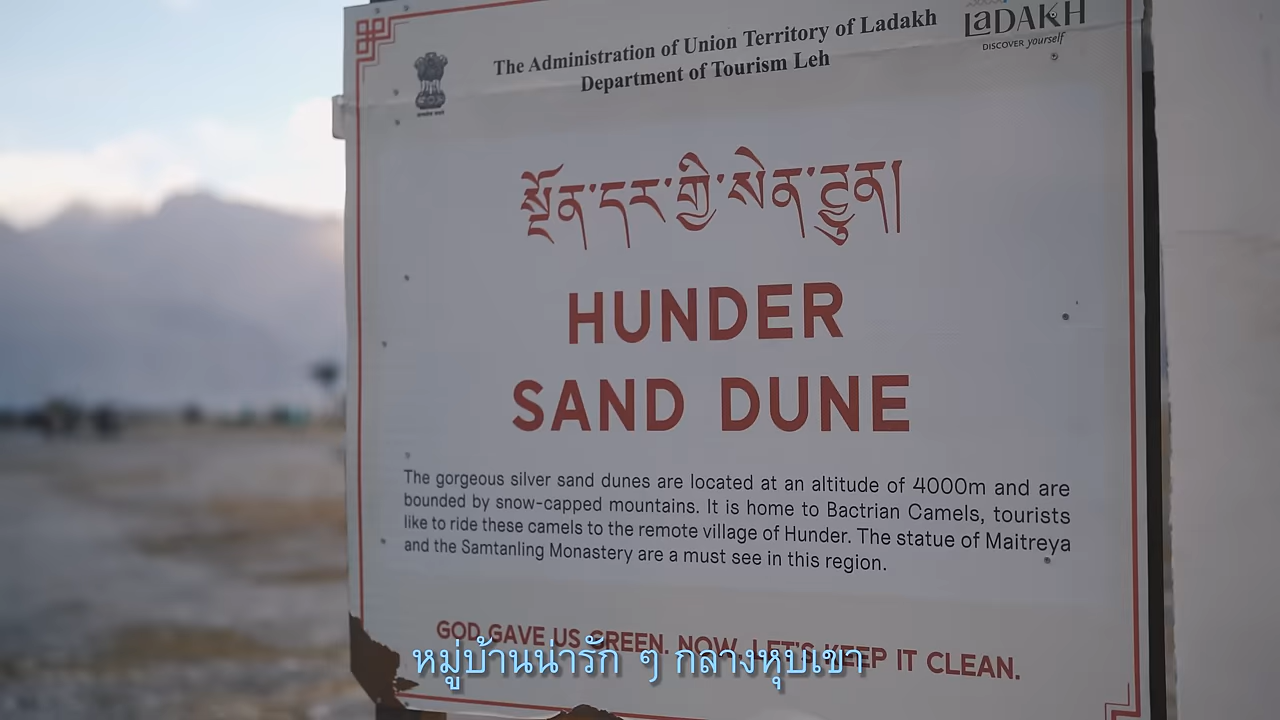 The Administration of Union Territory of Ladakh
Department of Tourism Leh
LaDAKH
DISCOVER yourself
སྔོན་དར་གྱི་སེན་ཌུན།
HUNDER
SAND DUNE
The gorgeous silver sand dunes are located at an altitude of 4000m and are
bounded by snow-capped mountains. It is home to Bactrian Camels, tourists
like to ride these camels to the remote village of Hunder. The statue of Maitreya
and the Samtanling Monastery are a must see in this region.
GOD GAVE US GREEN. NOW, LET'S KEEP IT CLEAN.
หมู่บ้านน่ารัก ๆ กลางหุบเขา